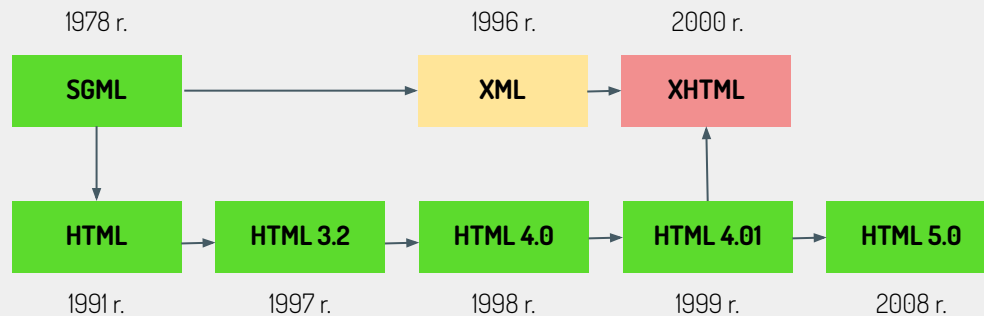 1978 r.
1996 r.
2000 r.
SGML
XML
XHTML
HTML
HTML 3.2
HTML 4.0
HTML 4.01
HTML 5.0
1991 r.
1997 r.
1998 r.
1999 r.
2008 r.